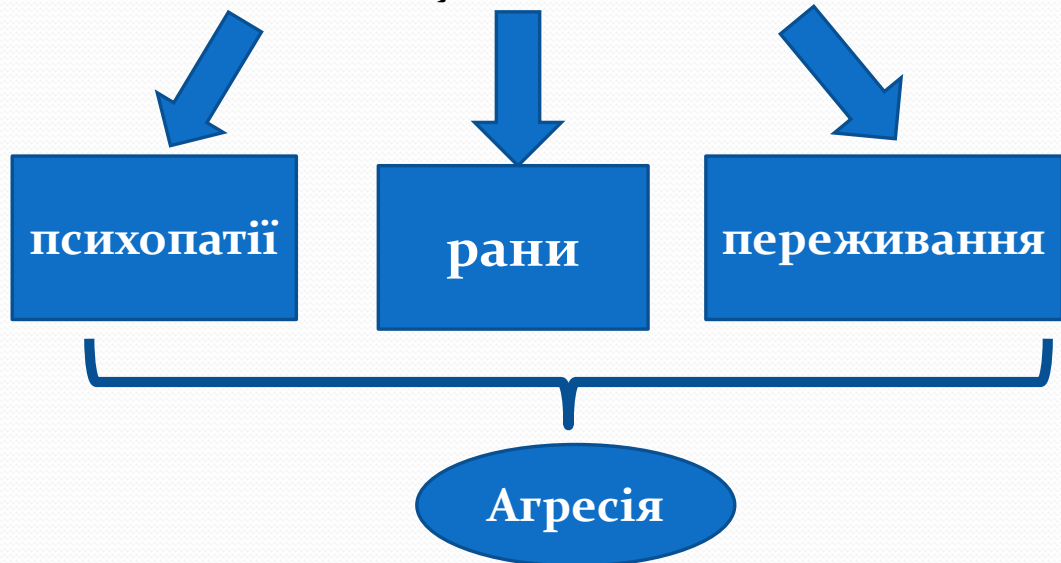 психопатії
рани
переживання
Агресія